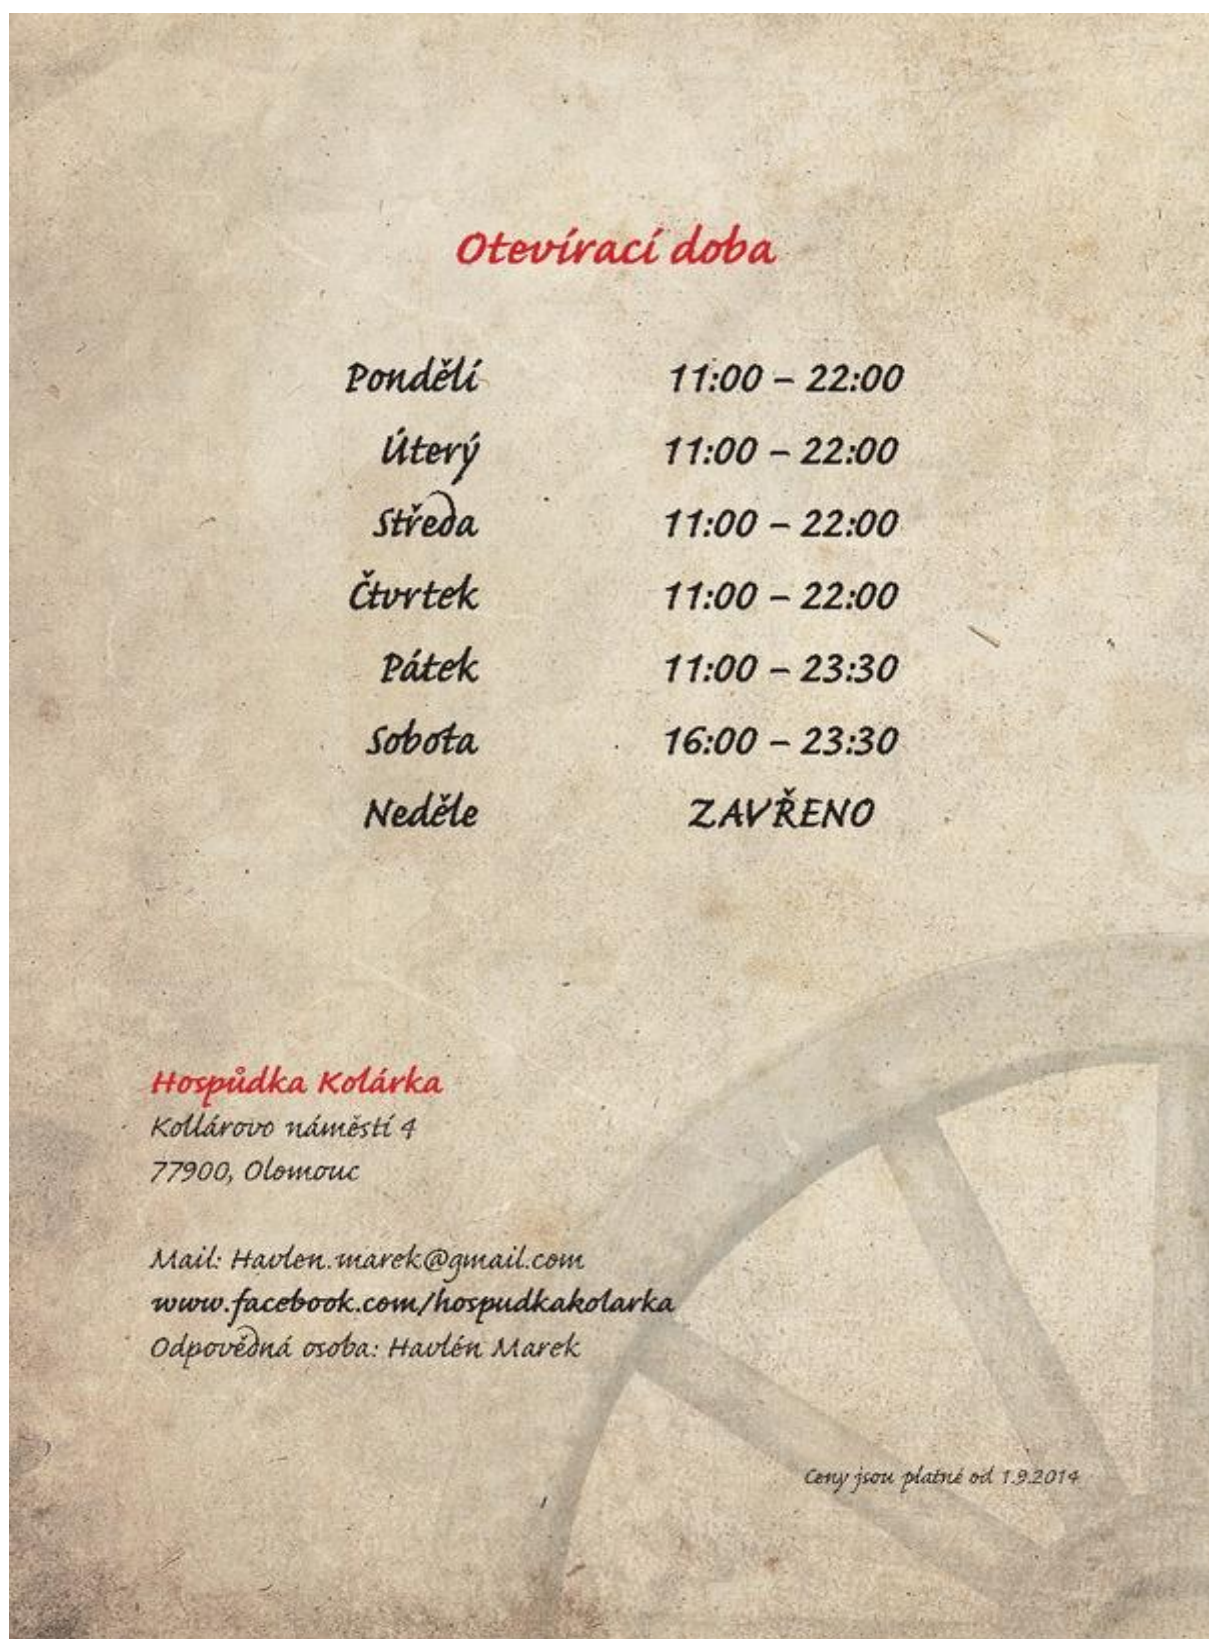 Otevírací doba
Pondělí 11:00 – 22:00
Úterý 11:00 – 22:00
Středa 11:00 – 22:00
Čtvrtek 11:00 – 22:00
Pátek 11:00 – 23:30
Sobota 16:00 – 23:30
Neděle ZAVŘENO
Hospůdka Kolárka
Kollárovo náměstí 4
77900, Olomouc
Mail: Havlen.marek@gmail.com
www.facebook.com/hospudkakolarka
Odpovědná osoba: Havlén Marek
Ceny jsou platné od 1.9.2014